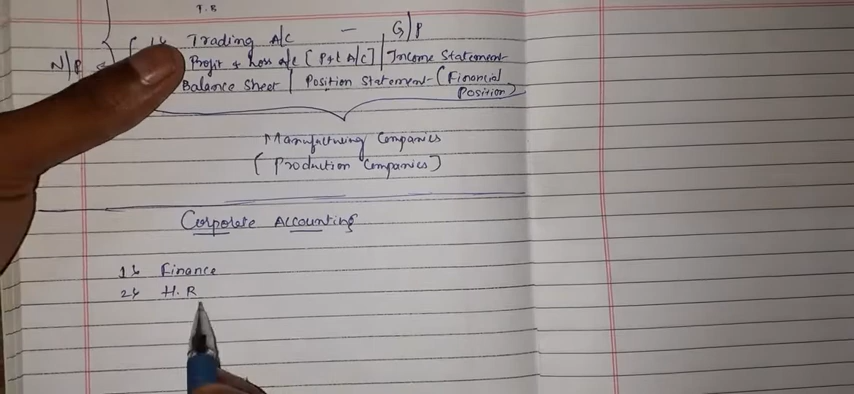 T.B
1) Trading A/c — G/P
N/P Profit & Loss a/c [P&L A/c] | Income Statement
Balance Sheet | Position Statement - (Financial
Position)
Manufacturing Companies
(Production Companies)
Corporate Accounting
1) Finance
2) H.R